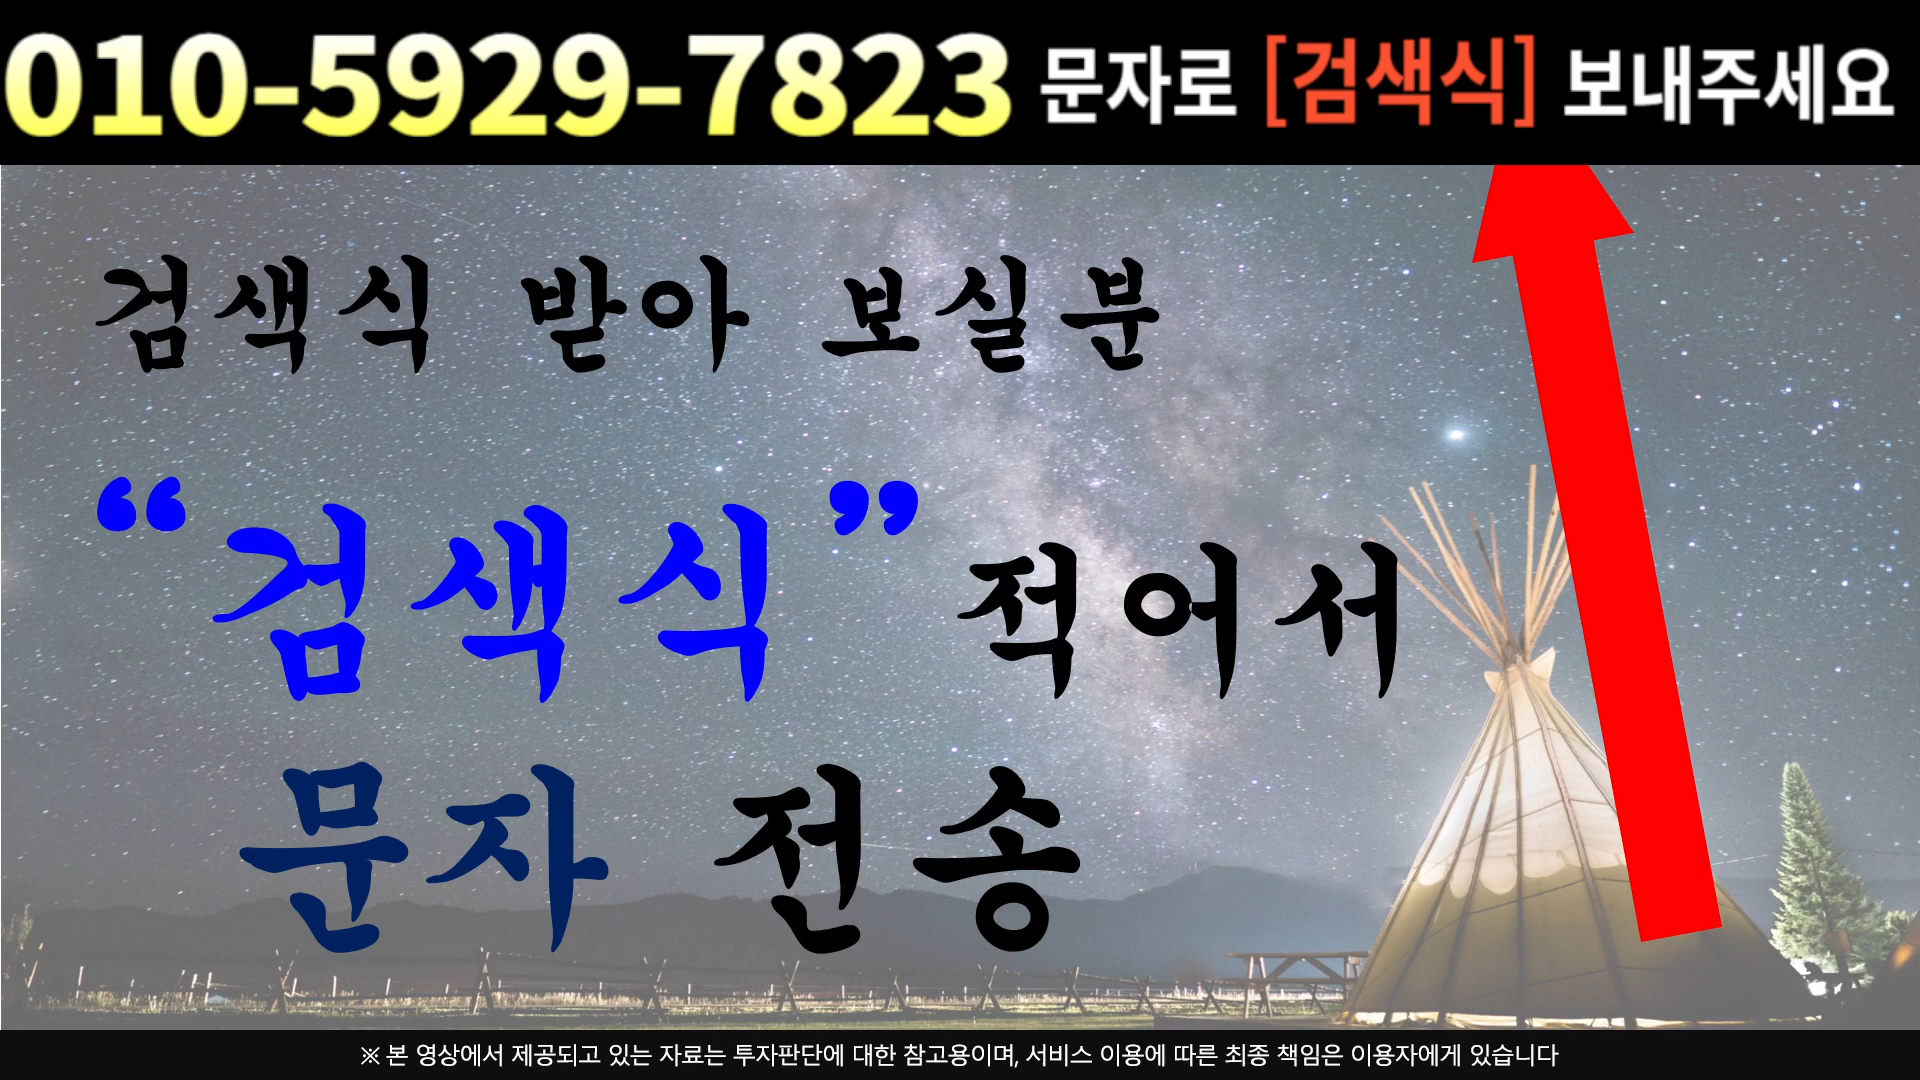 010-5929-7823 문자로 [검색식] 보내주세요
검색식 받아 보실분
“검색식” 적어서
문자 전송
※ 본 영상에서 제공되고 있는 자료는 투자판단에 대한 참고용이며, 서비스 이용에 따른 최종 책임은 이용자에게 있습니다